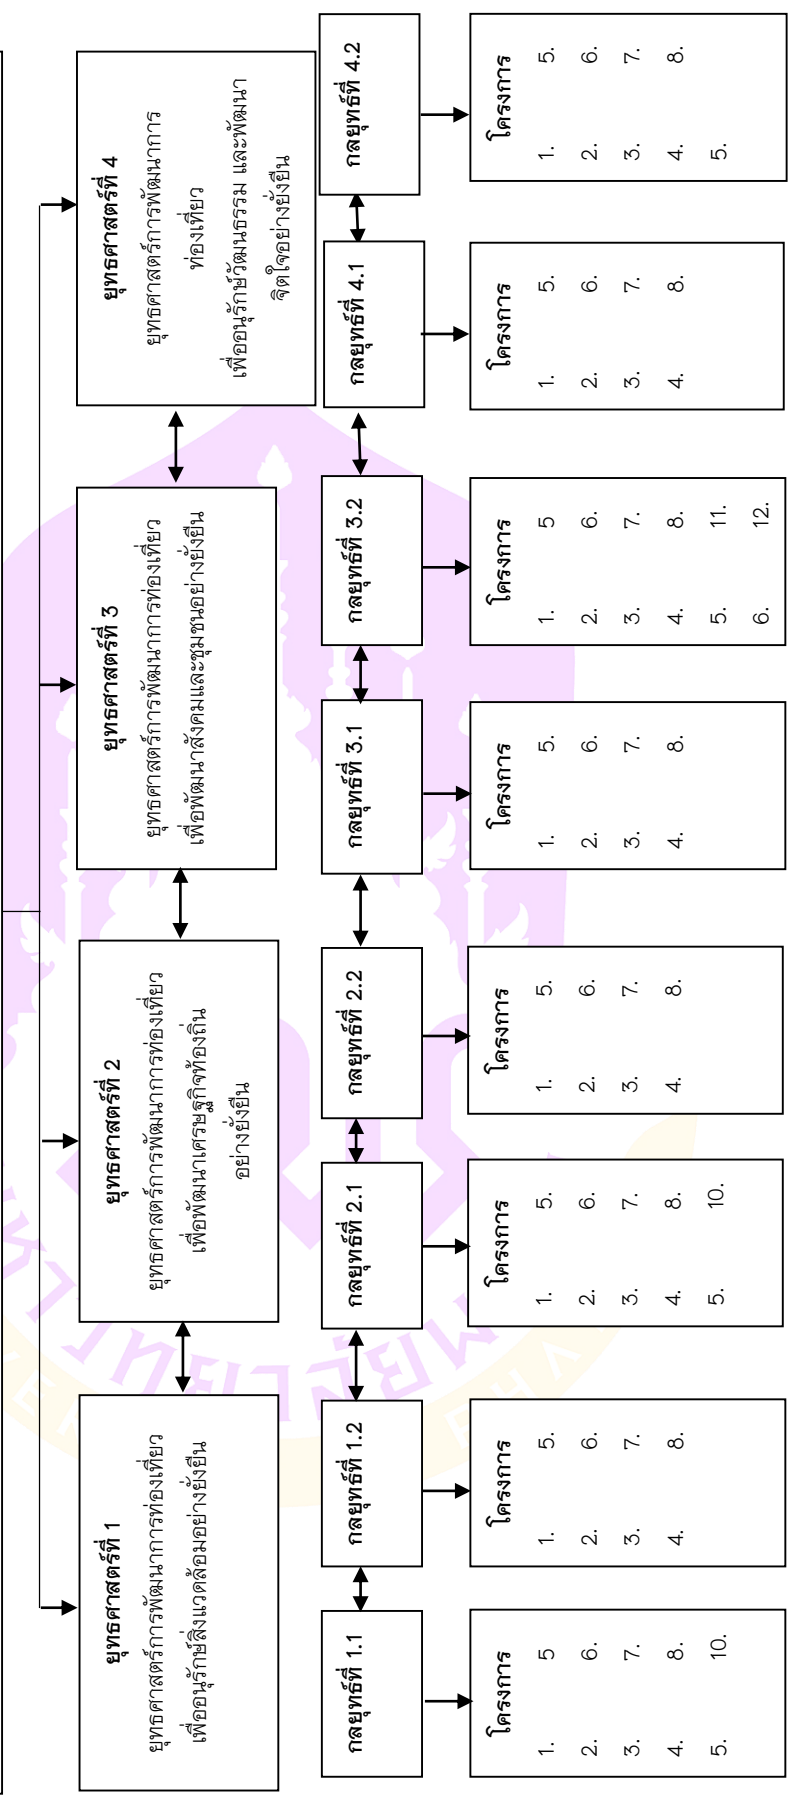 ยุทธศาสตร์ที่ 1
ยุทธศาสตร์การพัฒนาการท่องเที่ยว
เพื่ออนุรักษ์สิ่งแวดล้อมอย่างยั่งยืน
ยุทธศาสตร์ที่ 2
ยุทธศาสตร์การพัฒนาการท่องเที่ยว
เพื่อพัฒนาเศรษฐกิจท้องถิ่น
อย่างยั่งยืน
ยุทธศาสตร์ที่ 3
ยุทธศาสตร์การพัฒนาการท่องเที่ยว
เพื่อพัฒนาสังคมและชุมชนอย่างยั่งยืน
ยุทธศาสตร์ที่ 4
ยุทธศาสตร์การพัฒนาการ
ท่องเที่ยว
เพื่ออนุรักษ์วัฒนธรรม และพัฒนา
จิตใจอย่างยั่งยืน
กลยุทธ์ที่ 1.1
กลยุทธ์ที่ 1.2
กลยุทธ์ที่ 2.1
กลยุทธ์ที่ 2.2
กลยุทธ์ที่ 3.1
กลยุทธ์ที่ 3.2
กลยุทธ์ที่ 4.1
กลยุทธ์ที่ 4.2
โครงการ
1. 5
2. 6.
3. 7.
4. 8.
5. 10.
โครงการ
1. 5.
2. 6.
3. 7.
4. 8.
โครงการ
1. 5.
2. 6.
3. 7.
4. 8.
5. 10.
โครงการ
1. 5.
2. 6.
3. 7.
4. 8.
โครงการ
1. 5.
2. 6.
3. 7.
4. 8.
โครงการ
1. 5
2. 6.
3. 7.
4. 8.
5. 11.
6. 12.
โครงการ
1. 5.
2. 6.
3. 7.
4. 8.
โครงการ
1. 5.
2. 6.
3. 7.
4. 8.
5.